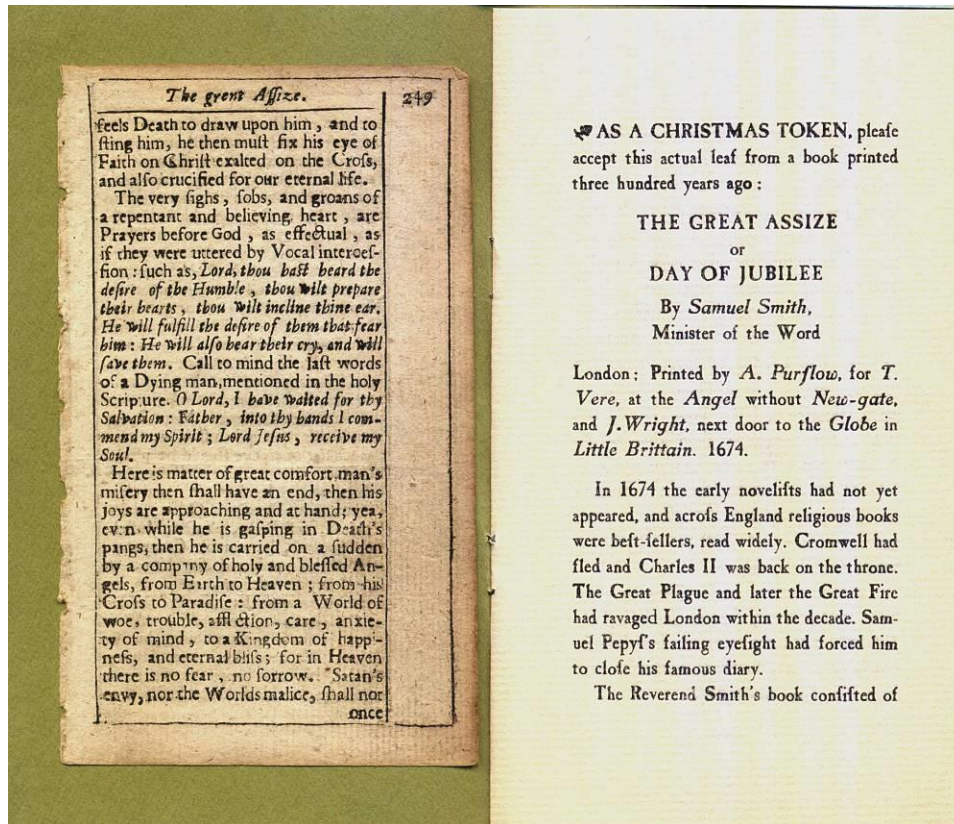 The grent Aſſize. 249
feels Death to draw upon him, and to
ſting him, he then muſt fix his eye of
Faith on Chriſt exalted on the Croſs,
and alſo crucified for our eternal life.
The very ſighs, ſobs, and groans of
a repentant and believing heart, are
Prayers before God, as effectual, as
if they were uttered by Vocal interceſ-
ſion: ſuch as, Lord, thou haſt heard the
deſire of the Humble, thou wilt prepare
their hearts, thou wilt incline thine ear.
He will fulfill the deſire of them that fear
him: He will alſo hear their cry, and will
ſave them. Call to mind the laſt words
of a Dying man, mentioned in the holy
Scripture. O Lord, I have waited for thy
Salvation: Father, into thy hands I com-
mend my Spirit; Lord Jeſus, receive my
Soul.
Here is matter of great comfort, man's
miſery then ſhall have an end, then his
joys are approaching and at hand; yea,
even while he is gaſping in Death's
pangs, then he is carried on a ſudden
by a company of holy and bleſſed An-
gels, from Earth to Heaven; from his
Croſs to Paradiſe: from a World of
woe, trouble, affliction, care, anxie-
ty of mind, to a Kingdom of happi-
neſs, and eternal bliſs; for in Heaven
there is no fear, no ſorrow. Satan's
envy, nor the Worlds malice, ſhall not
once
AS A CHRISTMAS TOKEN, pleaſe
accept this actual leaf from a book printed
three hundred years ago:
THE GREAT ASSIZE
or
DAY OF JUBILEE
By Samuel Smith,
Minister of the Word
London: Printed by A. Purſlow, for T.
Vere, at the Angel without New-gate,
and J. Wright, next door to the Globe in
Little Brittain. 1674.
In 1674 the early noveliſts had not yet
appeared, and acroſs England religious books
were beſt-ſellers, read widely. Cromwell had
fled and Charles II was back on the throne.
The Great Plague and later the Great Fire
had ravaged London within the decade. Sam-
uel Pepyſ's failing eyeſight had forced him
to cloſe his famous diary.
The Reverend Smith's book conſiſted of